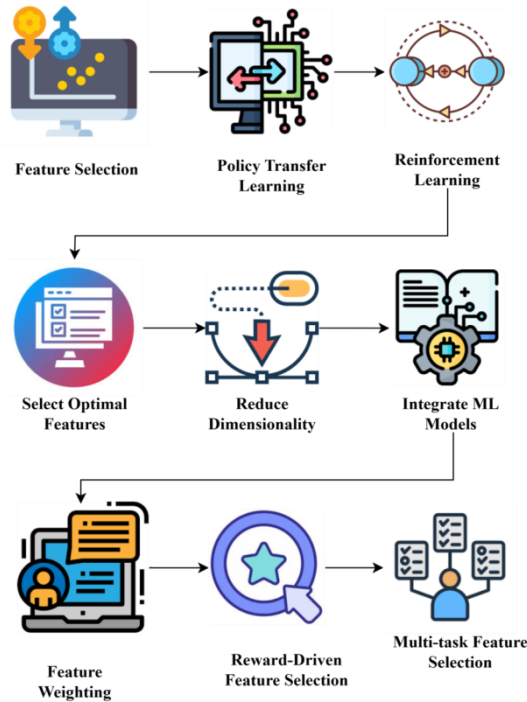 Feature Selection
Policy Transfer
Learning
Reinforcement
Learning
Select Optimal
Features
Reduce
Dimensionality
Integrate ML
Models
Feature
Weighting
Reward-Driven
Feature Selection
Multi-task Feature
Selection